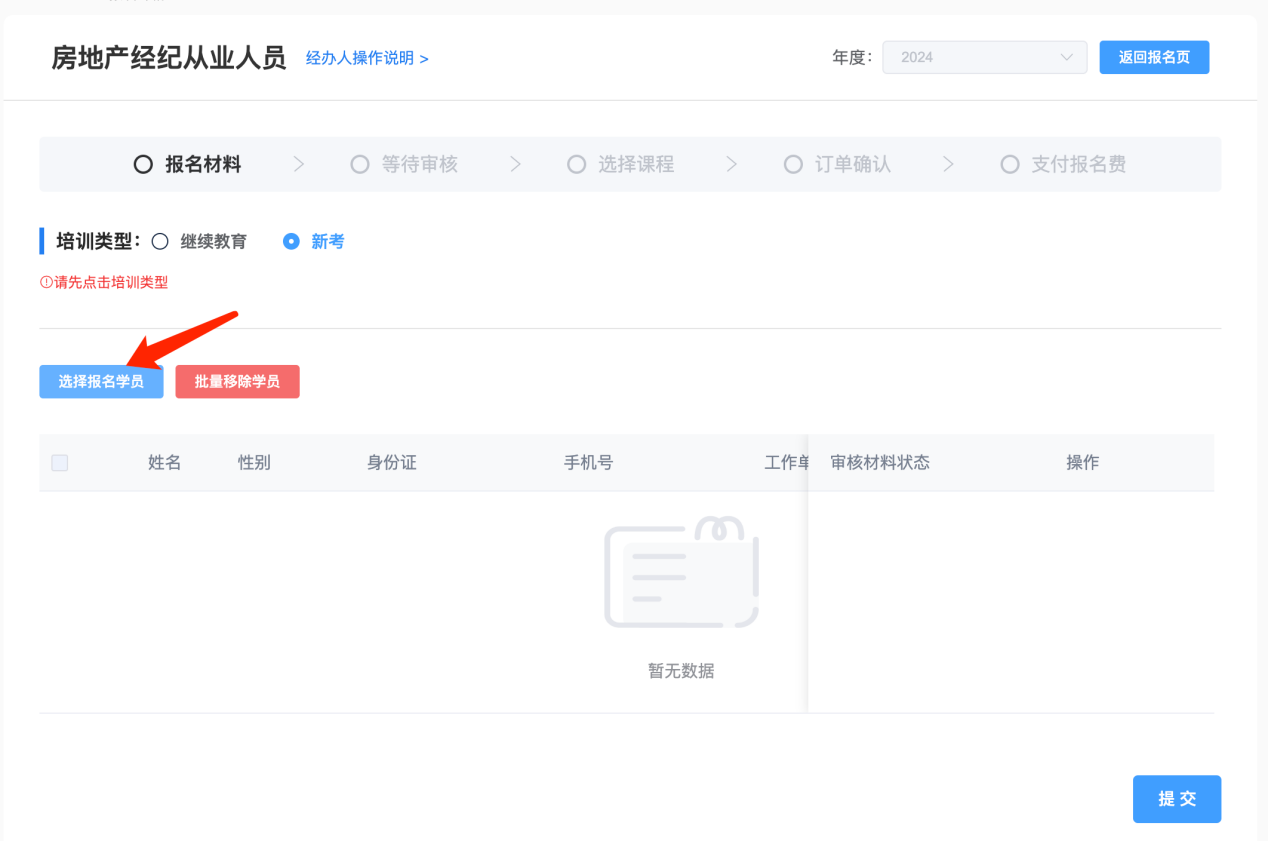 房地产经纪从业人员 经办人操作说明 > 年度: 2024 返回报名页
报名材料 > 等待审核 > 选择课程 > 订单确认 > 支付报名费
培训类型: 继续教育 新考
请先点击培训类型
选择报名学员 批量移除学员
姓名 性别 身份证 手机号 工作单 审核材料状态 操作
暂无数据
提交